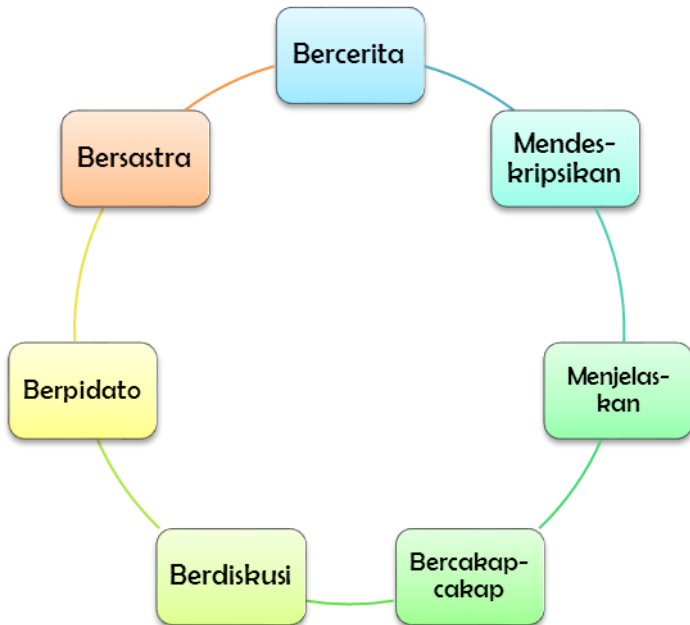 Bercerita
Mendes-
kripsikan
Menjelas-
kan
Bercakap-
cakap
Berdiskusi
Berpidato
Bersastra